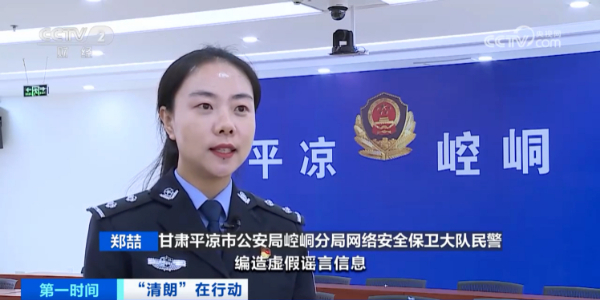 CCTV 2
财经
CCTV.com
平凉 崆峒
郑喆 甘肃平凉市公安局崆峒分局网络安全保卫大队民警
编造虚假谣言信息
第一时间 “清朗”在行动